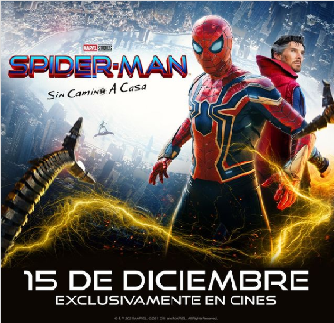 MARVEL STUDIOS
SPIDER-MAN
Sin Camino A Casa
15 DE DICIEMBRE
EXCLUSIVAMENTE EN CINES